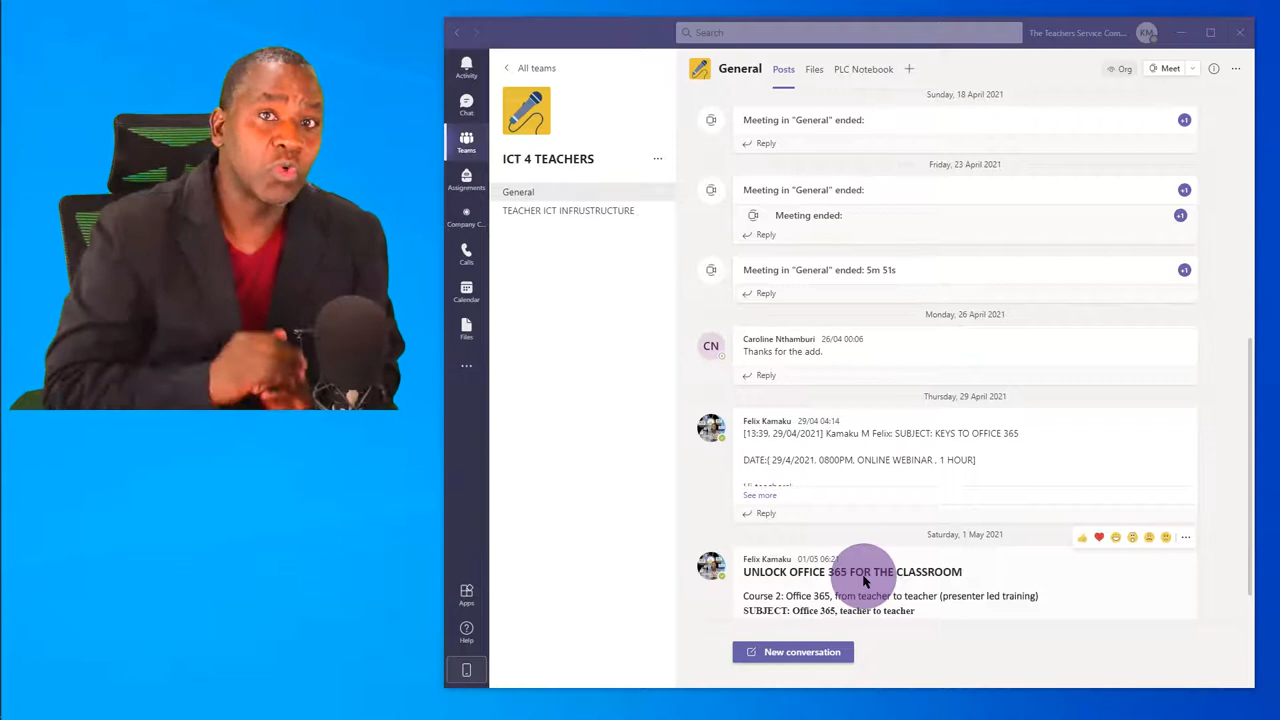 Search
The Teachers Service Com...
KM
Activity
Chat
Teams
Assignments
Company C...
Calls
Calendar
Files
Apps
Help
All teams
ICT 4 TEACHERS
General
TEACHER ICT INFRUSTRUCTURE
General
Posts
Files
PLC Notebook
Org
Meet
Sunday, 18 April 2021
Meeting in "General" ended:
+1
Reply
Friday, 23 April 2021
Meeting in "General" ended:
+1
Meeting ended:
+1
Reply
Meeting in "General" ended: 5m 51s
+1
Reply
Monday, 26 April 2021
CN
Caroline Nthamburi 26/04 00:06
Thanks for the add.
Reply
Thursday, 29 April 2021
Felix Kamaku 29/04 04:14
[13:39, 29/04/2021] Kamaku M Felix: SUBJECT: KEYS TO OFFICE 365
DATE:[ 29/4/2021, 0800PM, ONLINE WEBINAR , 1 HOUR]
See more
Reply
Saturday, 1 May 2021
Felix Kamaku 01/05 06:21
UNLOCK OFFICE 365 FOR THE CLASSROOM
Course 2: Office 365, from teacher to teacher (presenter led training)
SUBJECT: Office 365, teacher to teacher
New conversation